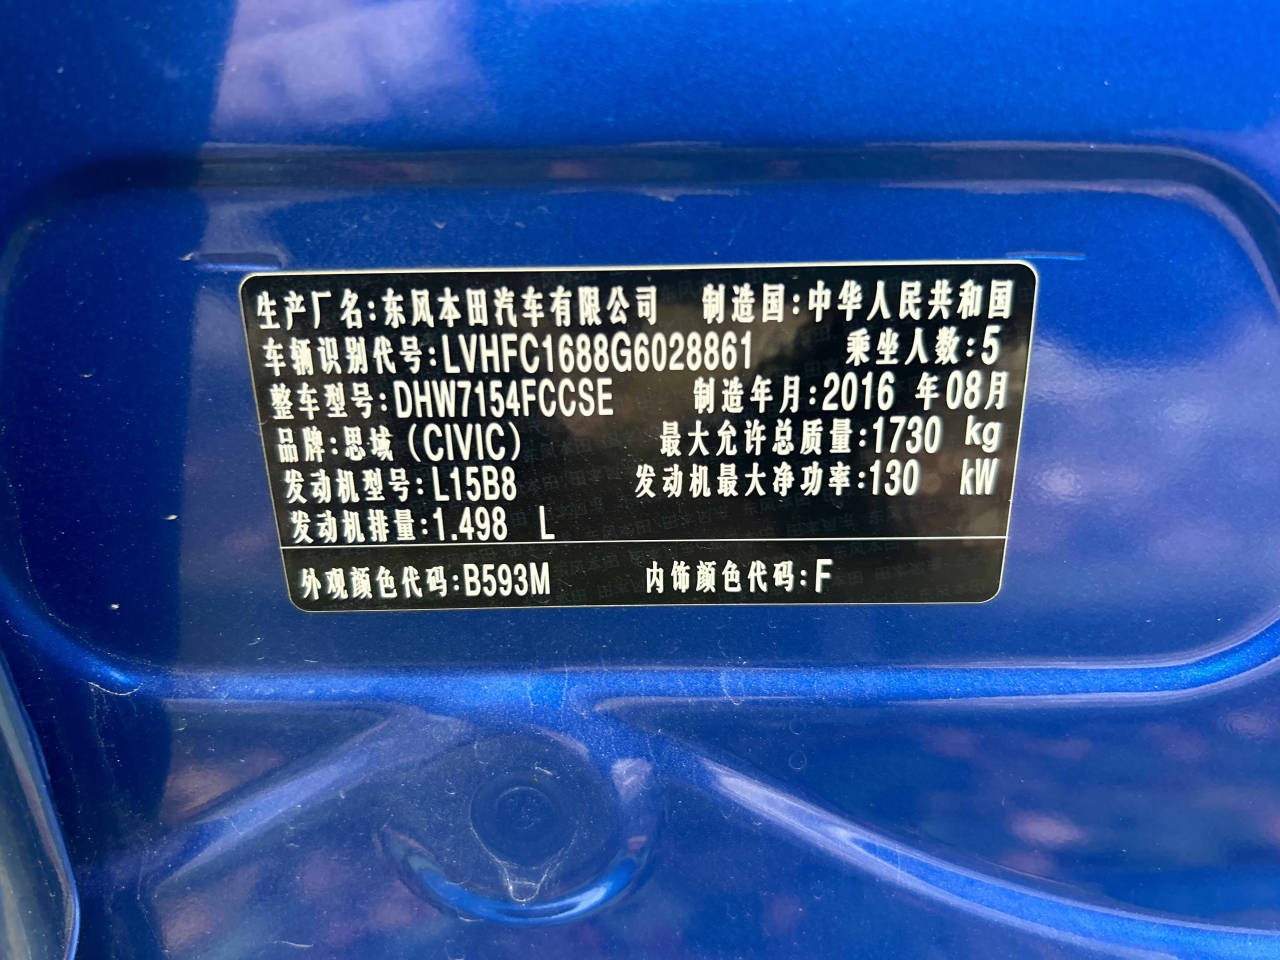 生产厂名:东风本田汽车有限公司 制造国:中华人民共和国
车辆识别代号:LVHFC1688G6028861 乘坐人数:5
整车型号:DHW7154FCCSE 制造年月:2016 年08月
品牌:思域(CIVIC) 最大允许总质量:1730 kg
发动机型号:L15B8 发动机最大净功率:130 kW
发动机排量:1.498 L
外观颜色代码:B593M 内饰颜色代码:F